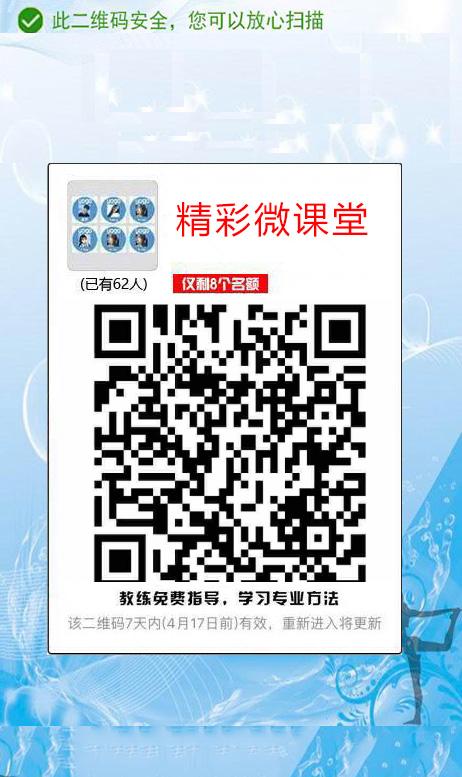 此二维码安全，您可以放心扫描
精彩微课堂
(已有62人)
仅剩8个名额
教练免费指导，学习专业方法
该二维码7天内(4月17日前)有效，重新进入将更新